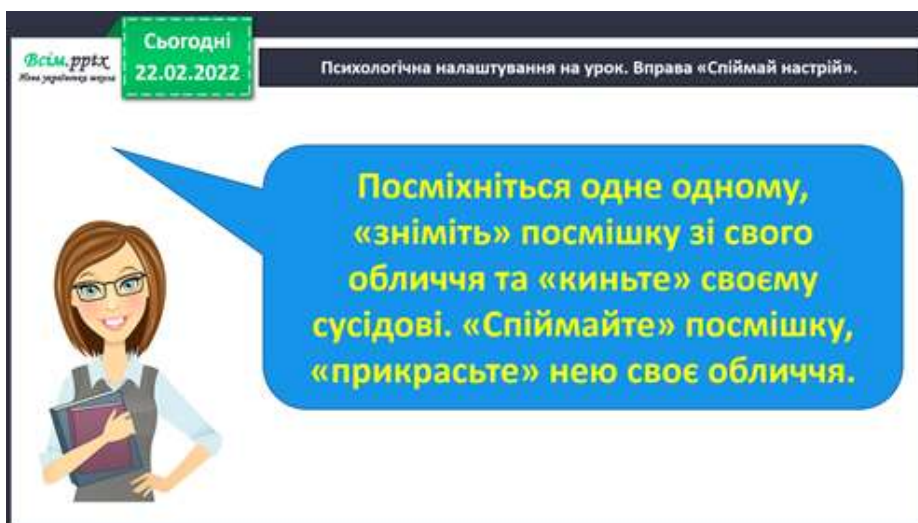 Всім.pptx
Нова українська школа
Сьогодні
22.02.2022
Психологічна налаштування на урок. Вправа «Спіймай настрій».
Посміхніться одне одному,
«зніміть» посмішку зі свого
обличчя та «киньте» своєму
сусідові. «Спіймайте» посмішку,
«прикрасьте» нею своє обличчя.